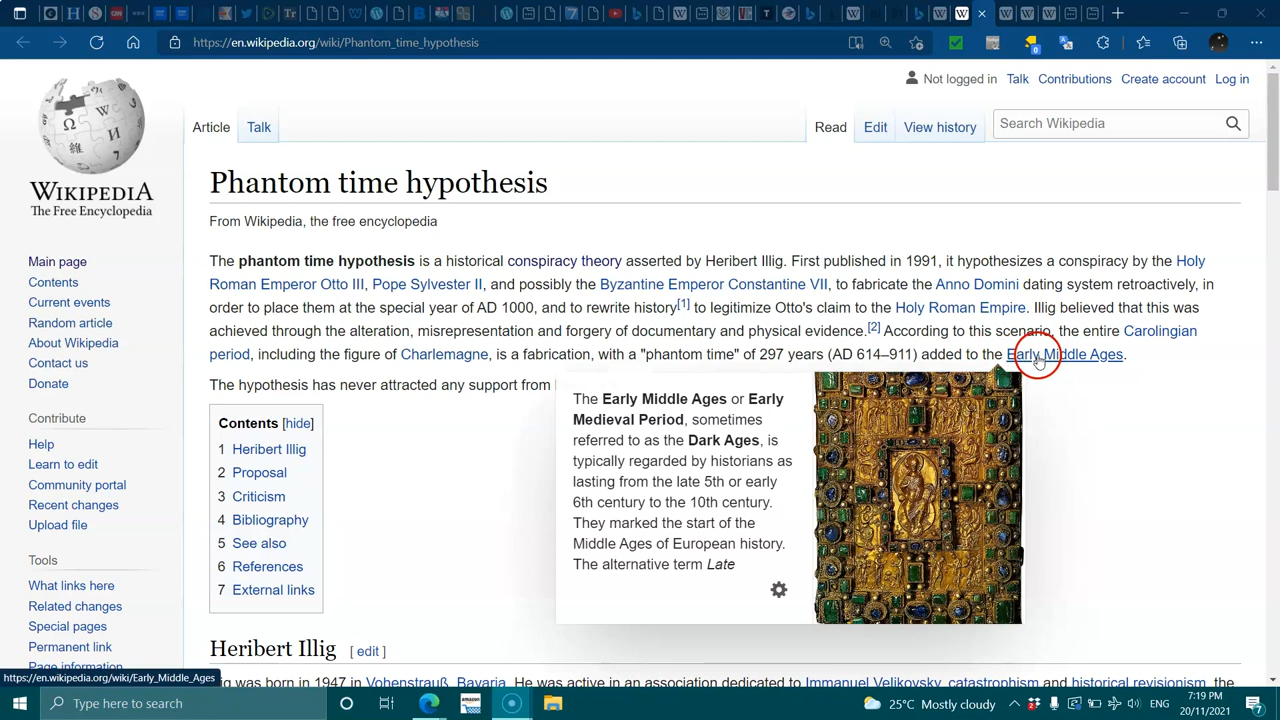 https://en.wikipedia.org/wiki/Phantom_time_hypothesis
Not logged in Talk Contributions Create account Log in
Article Talk Read Edit View history Search Wikipedia
WIKIPEDIA
The Free Encyclopedia
Main page
Contents
Current events
Random article
About Wikipedia
Contact us
Donate
Contribute
Help
Learn to edit
Community portal
Recent changes
Upload file
Tools
What links here
Related changes
Special pages
Permanent link
Page information
Phantom time hypothesis
From Wikipedia, the free encyclopedia
The phantom time hypothesis is a historical conspiracy theory asserted by Heribert Illig. First published in 1991, it hypothesizes a conspiracy by the Holy
Roman Emperor Otto III, Pope Sylvester II, and possibly the Byzantine Emperor Constantine VII, to fabricate the Anno Domini dating system retroactively, in
order to place them at the special year of AD 1000, and to rewrite history[1] to legitimize Otto's claim to the Holy Roman Empire. Illig believed that this was
achieved through the alteration, misrepresentation and forgery of documentary and physical evidence.[2] According to this scenario, the entire Carolingian
period, including the figure of Charlemagne, is a fabrication, with a "phantom time" of 297 years (AD 614–911) added to the Early Middle Ages.
The hypothesis has never attracted any support from
Contents [hide]
1 Heribert Illig
2 Proposal
3 Criticism
4 Bibliography
5 See also
6 References
7 External links
The Early Middle Ages or Early
Medieval Period, sometimes
referred to as the Dark Ages, is
typically regarded by historians as
lasting from the late 5th or early
6th century to the 10th century.
They marked the start of the
Middle Ages of European history.
The alternative term Late
Heribert Illig [ edit ]
was born in 1947 in Vohenstrauß, Bavaria. He was active in an association dedicated to Immanuel Velikovsky, catastrophism and historical revisionism, the
https://en.wikipedia.org/wiki/Early_Middle_Ages
Type here to search
25°C Mostly cloudy
ENG
7:19 PM
20/11/2021
7